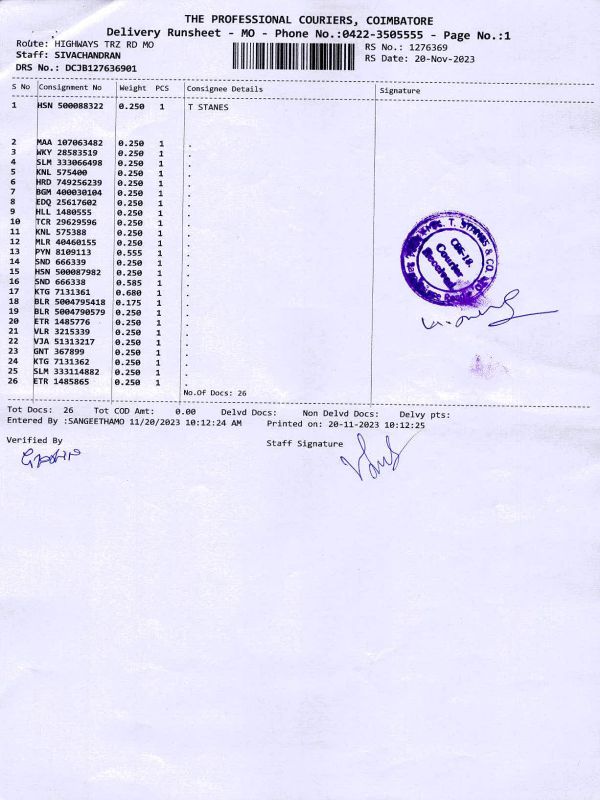 THE PROFESSIONAL COURIERS, COIMBATORE
Delivery Runsheet - MO - Phone No.:0422-3505555 - Page No.:1
Route: HIGHWAYS TRZ RD MO RS No.: 1276369
Staff: SIVACHANDRAN RS Date: 20-Nov-2023
DRS No.: DCJB127636901
S No Consignment No Weight PCS Consignee Details Signature
1 HSN 500088322 0.250 1 T STANES
2 MAA 107063482 0.250 1 .
3 WKY 28583519 0.250 1 .
4 SLM 333066498 0.250 1 .
5 KNL 575400 0.250 1 .
6 HRD 749256239 0.250 1 .
7 BGM 400030104 0.250 1 .
8 EDQ 25617602 0.250 1 .
9 HLL 1480555 0.250 1 .
10 TCR 29629596 0.250 1 .
11 KNL 575388 0.250 1 .
12 MLR 40460155 0.250 1 .
13 PYN 8109113 0.555 1 .
14 SND 666339 0.250 1 .
15 HSN 500087982 0.250 1 .
16 SND 666338 0.585 1 .
17 KTG 7131361 0.680 1 .
18 BLR 5004795418 0.175 1 .
19 BLR 5004790579 0.250 1 .
20 ETR 1485776 0.250 1 .
21 VLR 3215339 0.250 1 .
22 VJA 51313217 0.250 1 .
23 GNT 367899 0.250 1 .
24 KTG 7131362 0.250 1 .
25 SLM 333114882 0.250 1 .
26 ETR 1485865 0.250 1 .
No.Of Docs: 26
T. STANES & CO. LTD.
CBE-18.
Courier
Received
Tot Docs: 26 Tot COD Amt: 0.00 Delvd Docs: Non Delvd Docs: Delvy pts:
Entered By :SANGEETHAMO 11/20/2023 10:12:24 AM Printed on: 20-11-2023 10:12:25
Verified By Staff Signature